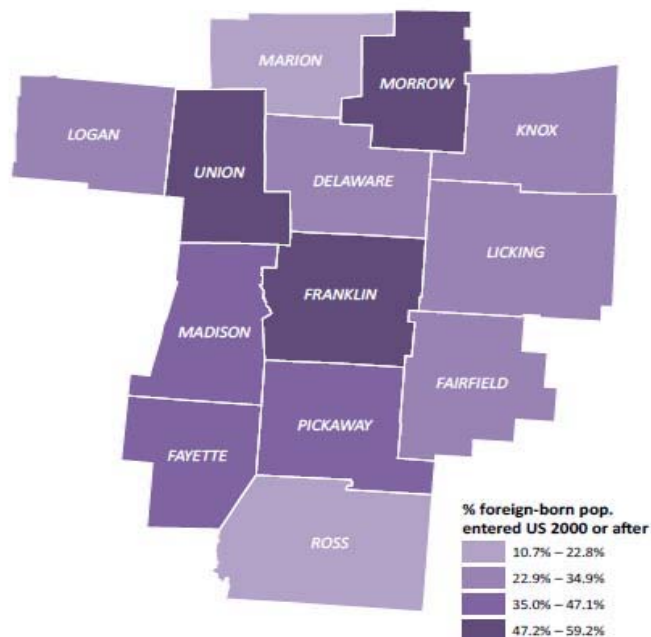 MARION
MORROW
LOGAN
KNOX
UNION
DELAWARE
LICKING
FRANKLIN
MADISON
FAIRFIELD
PICKAWAY
FAYETTE
ROSS
% foreign-born pop.
entered US 2000 or after
10.7% – 22.8%
22.9% – 34.9%
35.0% – 47.1%
47.2% – 59.2%